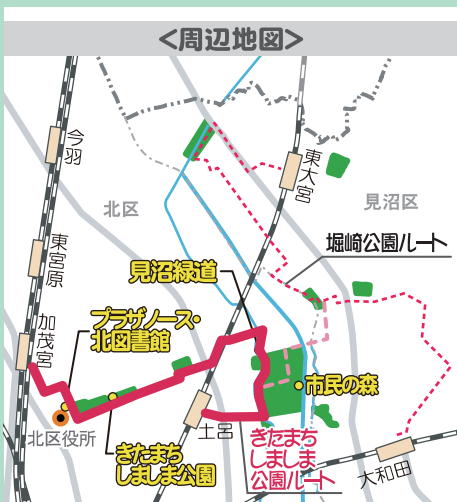 <周辺地図>
今羽
東大宮
北区
見沼区
東宮原
堀崎公園ルート
見沼緑道
加茂宮
プラザノース・
北図書館
市民の森
北区役所
土呂
きたまち
しましま公園
きたまち
しましま
公園ルート
大和田